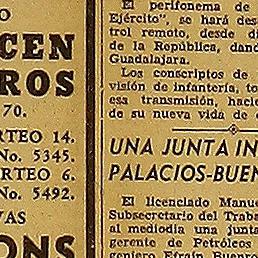 O
CEN
ROS
70.
RTEO 14.
No. 5345.
RTEO 6.
No. 5492.
VAS
ONS
El perifonema de
Ejército", se hará des
trol remoto, desde di
de la República, dand
Guadalajara.
Los conscriptos de
visión de infantería, to
esa transmisión, hacie
de su nueva vida de c
UNA JUNTA IN
PALACIOS-BUEN
El licenciado Manue
Subsecretario del Traba
al mediodía una junta
gerente de Petróleos
geniero Efraín Buenro